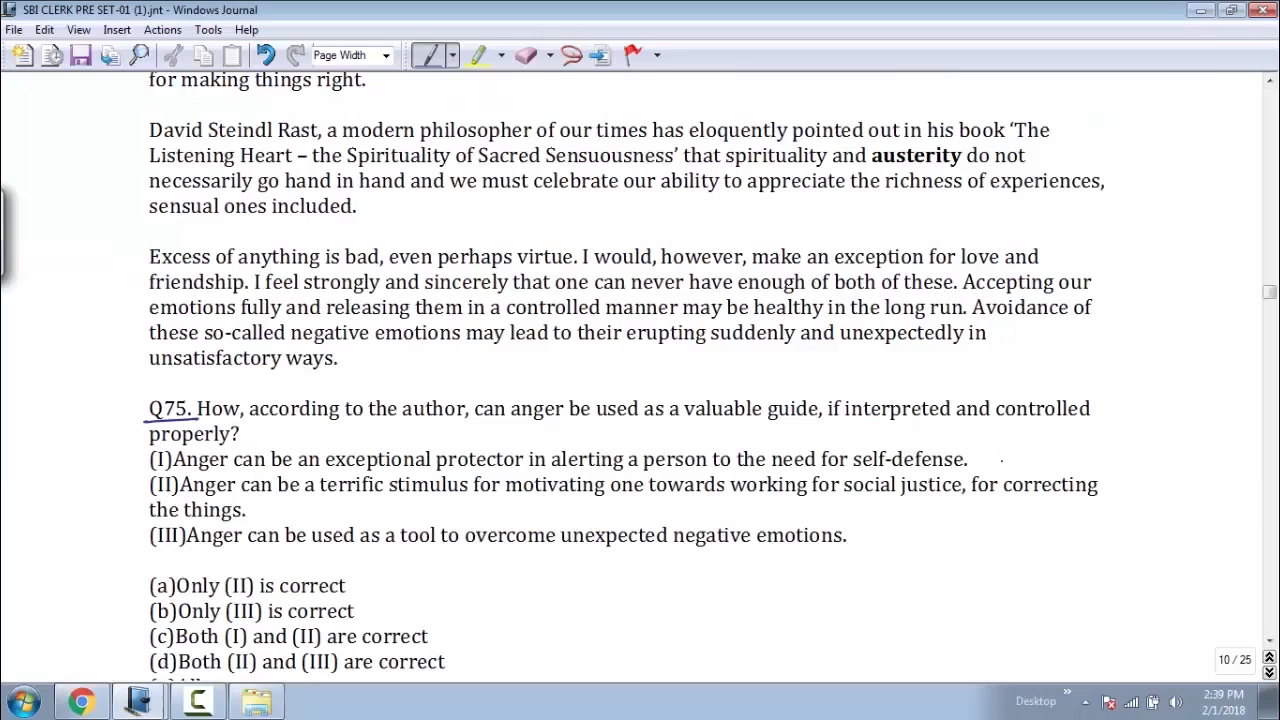 SBI CLERK PRE SET-01 (1).jnt - Windows Journal
File Edit View Insert Actions Tools Help
Page Width
for making things right.
David Steindl Rast, a modern philosopher of our times has eloquently pointed out in his book ‘The
Listening Heart – the Spirituality of Sacred Sensuousness’ that spirituality and austerity do not
necessarily go hand in hand and we must celebrate our ability to appreciate the richness of experiences,
sensual ones included.
Excess of anything is bad, even perhaps virtue. I would, however, make an exception for love and
friendship. I feel strongly and sincerely that one can never have enough of both of these. Accepting our
emotions fully and releasing them in a controlled manner may be healthy in the long run. Avoidance of
these so-called negative emotions may lead to their erupting suddenly and unexpectedly in
unsatisfactory ways.
Q75. How, according to the author, can anger be used as a valuable guide, if interpreted and controlled
properly?
(I)Anger can be an exceptional protector in alerting a person to the need for self-defense.
(II)Anger can be a terrific stimulus for motivating one towards working for social justice, for correcting
the things.
(III)Anger can be used as a tool to overcome unexpected negative emotions.
(a)Only (II) is correct
(b)Only (III) is correct
(c)Both (I) and (II) are correct
(d)Both (II) and (III) are correct
10 / 25
Desktop
2:39 PM
2/1/2018